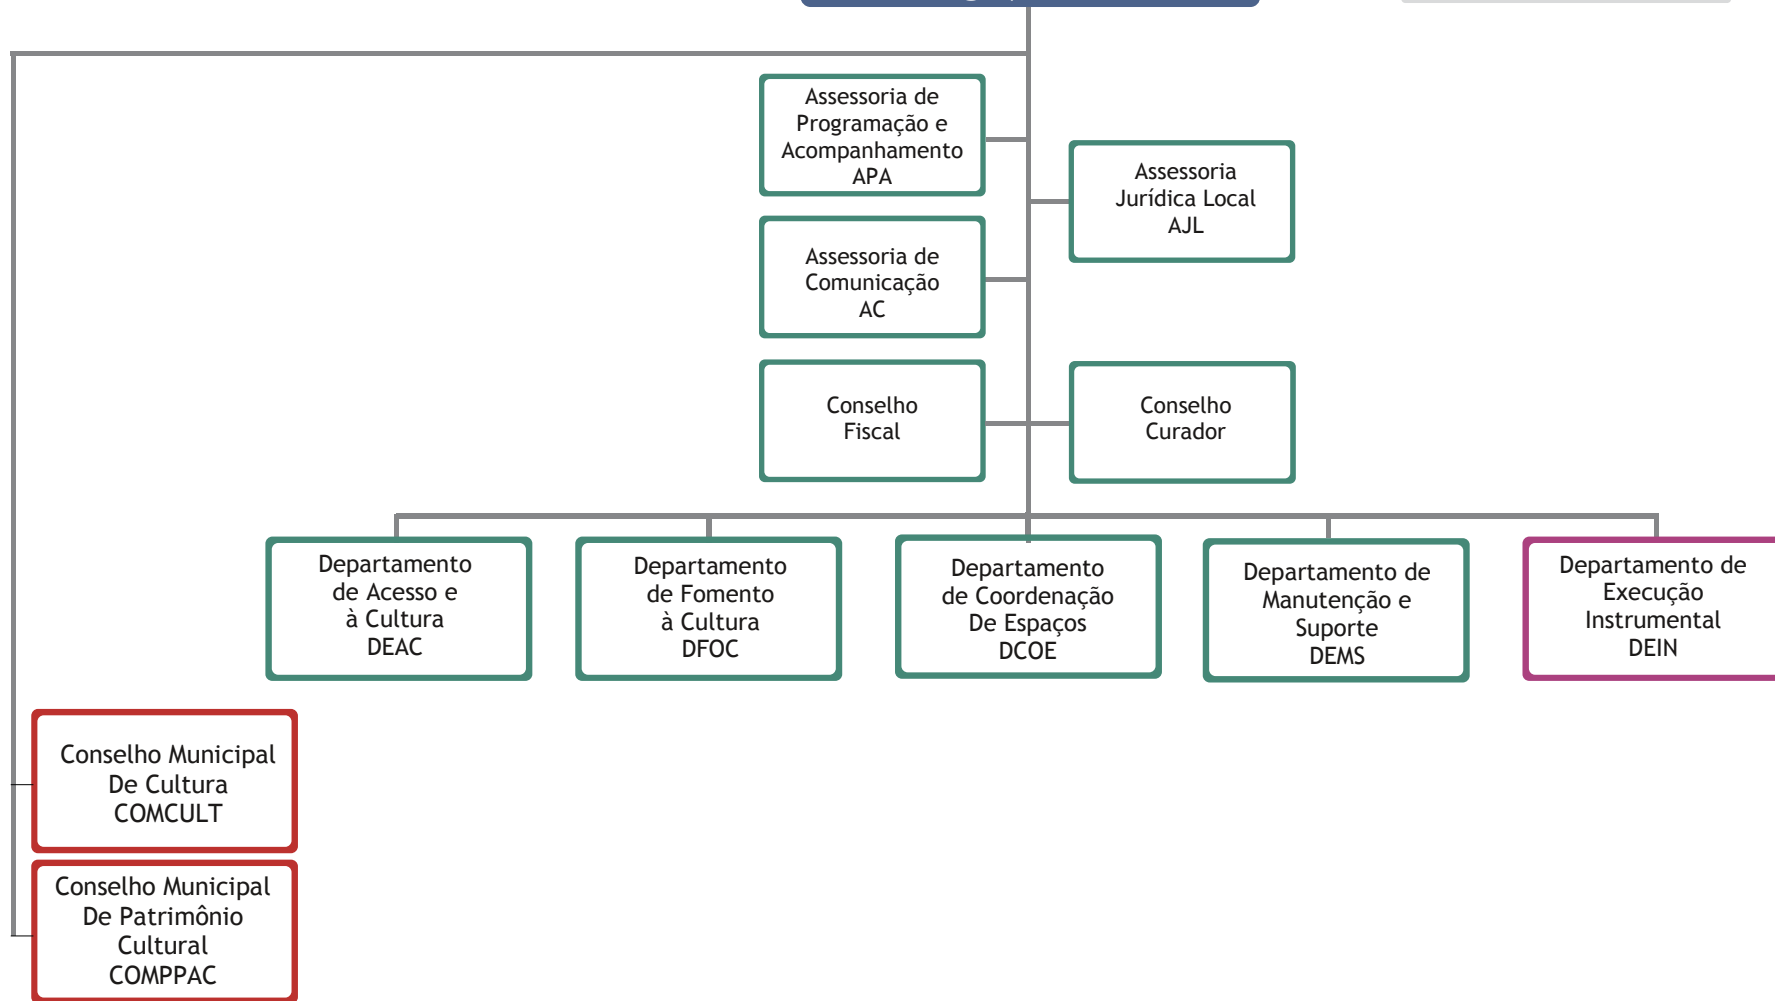 Assessoria de
Programação e
Acompanhamento
APA
Assessoria
Jurídica Local
AJL
Assessoria de
Comunicação
AC
Conselho
Fiscal
Conselho
Curador
Departamento
de Acesso e
à Cultura
DEAC
Departamento
de Fomento
à Cultura
DFOC
Departamento
de Coordenação
De Espaços
DCOE
Departamento de
Manutenção e
Suporte
DEMS
Departamento de
Execução
Instrumental
DEIN
Conselho Municipal
De Cultura
COMCULT
Conselho Municipal
De Patrimônio
Cultural
COMPPAC